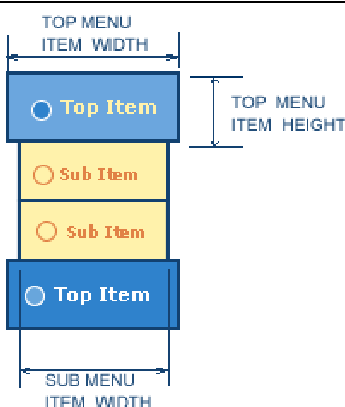 TOP MENU
ITEM WIDTH
Top Item
TOP MENU
ITEM HEIGHT
Sub Item
Sub Item
Top Item
SUB MENU
ITEM WIDTH